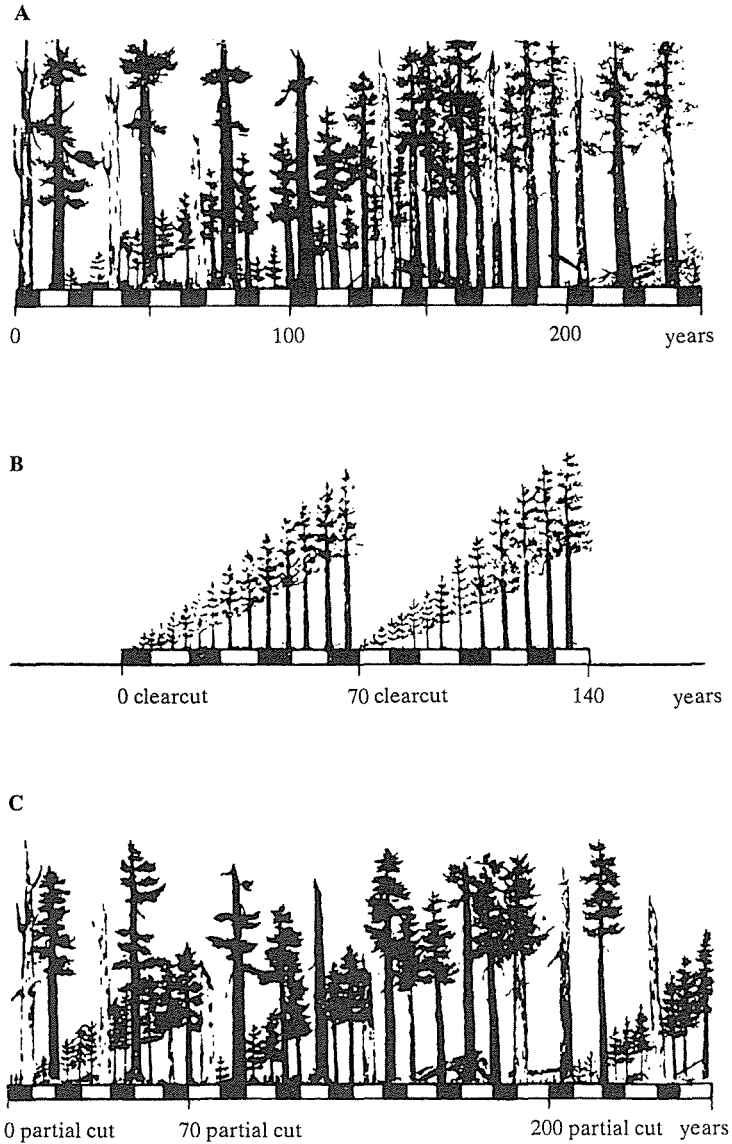 A
0 100 200 years
B
0 clearcut 70 clearcut 140 years
C
0 partial cut 70 partial cut 200 partial cut years